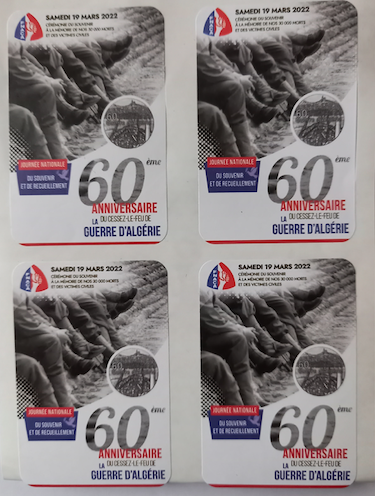 SAMEDI 19 MARS 2022
CÉRÉMONIE DU SOUVENIR
À LA MÉMOIRE DE NOS 30 000 MORTS
ET DES VICTIMES CIVILES
60
JOURNÉE NATIONALE
DU SOUVENIR
ET DE RECUEILLEMENT
60ème
ANNIVERSAIRE
DU CESSEZ-LE-FEU DE
LA GUERRE D'ALGÉRIE
SAMEDI 19 MARS 2022
CÉRÉMONIE DU SOUVENIR
À LA MÉMOIRE DE NOS 30 000 MORTS
ET DES VICTIMES CIVILES
60
JOURNÉE NATIONALE
DU SOUVENIR
ET DE RECUEILLEMENT
60ème
ANNIVERSAIRE
DU CESSEZ-LE-FEU DE
LA GUERRE D'ALGÉRIE
SAMEDI 19 MARS 2022
CÉRÉMONIE DU SOUVENIR
À LA MÉMOIRE DE NOS 30 000 MORTS
ET DES VICTIMES CIVILES
60
JOURNÉE NATIONALE
DU SOUVENIR
ET DE RECUEILLEMENT
60ème
ANNIVERSAIRE
DU CESSEZ-LE-FEU DE
LA GUERRE D'ALGÉRIE
SAMEDI 19 MARS 2022
CÉRÉMONIE DU SOUVENIR
À LA MÉMOIRE DE NOS 30 000 MORTS
ET DES VICTIMES CIVILES
60
JOURNÉE NATIONALE
DU SOUVENIR
ET DE RECUEILLEMENT
60ème
ANNIVERSAIRE
DU CESSEZ-LE-FEU DE
LA GUERRE D'ALGÉRIE